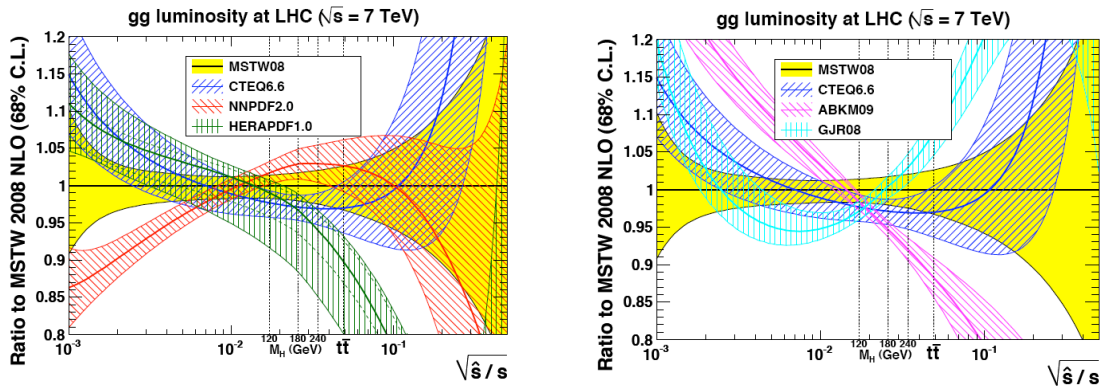 gg luminosity at LHC (√s = 7 TeV)
Ratio to MSTW 2008 NLO (68% C.L.)
1.2
1.15
1.1
1.05
1
0.95
0.9
0.85
0.8
MSTW08
CTEQ6.6
NNPDF2.0
HERAPDF1.0
120 180 240
M_H (GeV) tt̄
10⁻³ 10⁻² 10⁻¹
√ŝ / s
gg luminosity at LHC (√s = 7 TeV)
Ratio to MSTW 2008 NLO (68% C.L.)
1.2
1.15
1.1
1.05
1
0.95
0.9
0.85
0.8
MSTW08
CTEQ6.6
ABKM09
GJR08
120 180 240
M_H (GeV) tt̄
10⁻³ 10⁻² 10⁻¹
√ŝ / s